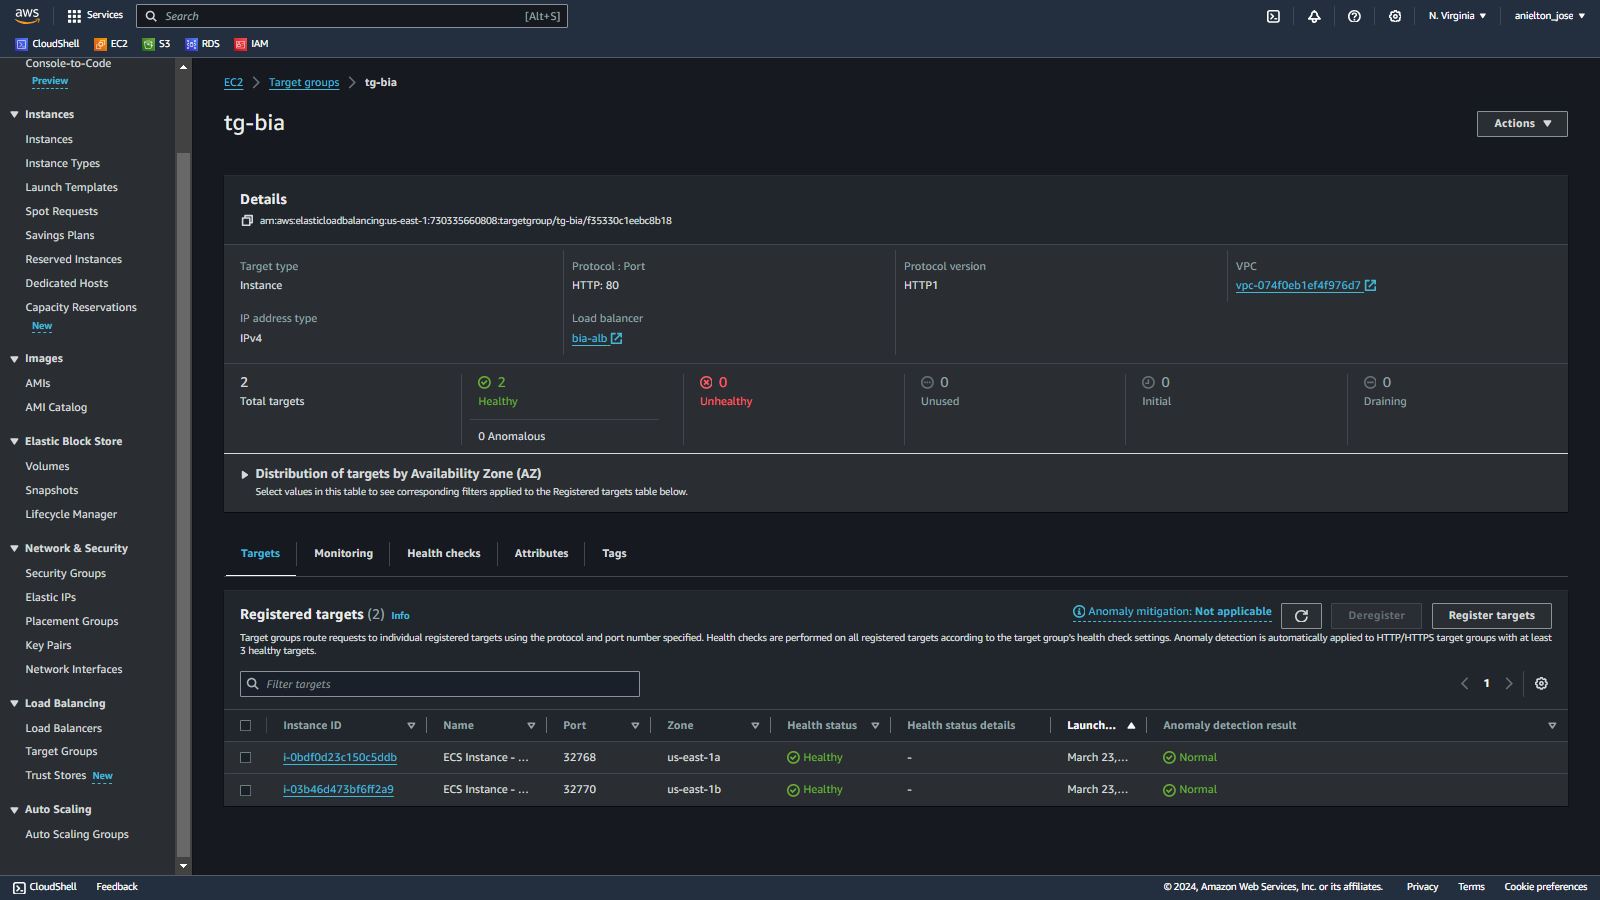 aws
Services
Search
[Alt+S]
N. Virginia
anielton_jose
CloudShell
EC2
S3
RDS
IAM
Console-to-Code
Preview
Instances
Instances
Instance Types
Launch Templates
Spot Requests
Savings Plans
Reserved Instances
Dedicated Hosts
Capacity Reservations
New
Images
AMIs
AMI Catalog
Elastic Block Store
Volumes
Snapshots
Lifecycle Manager
Network & Security
Security Groups
Elastic IPs
Placement Groups
Key Pairs
Network Interfaces
Load Balancing
Load Balancers
Target Groups
Trust Stores New
Auto Scaling
Auto Scaling Groups
EC2 > Target groups > tg-bia
tg-bia
Actions
Details
arn:aws:elasticloadbalancing:us-east-1:730335660808:targetgroup/tg-bia/f35330c1eebc8b18
Target type
Instance
Protocol : Port
HTTP: 80
Protocol version
HTTP1
VPC
vpc-074f0eb1ef4f976d7
IP address type
IPv4
Load balancer
bia-alb
2
Total targets
2
Healthy
0 Anomalous
0
Unhealthy
0
Unused
0
Initial
0
Draining
Distribution of targets by Availability Zone (AZ)
Select values in this table to see corresponding filters applied to the Registered targets table below.
Targets
Monitoring
Health checks
Attributes
Tags
Registered targets (2) Info
Anomaly mitigation: Not applicable
Deregister
Register targets
Target groups route requests to individual registered targets using the protocol and port number specified. Health checks are performed on all registered targets according to the target group's health check settings. Anomaly detection is automatically applied to HTTP/HTTPS target groups with at least
3 healthy targets.
Filter targets
1
Instance ID Name Port Zone Health status Health status details Launch... Anomaly detection result
i-0bdf0d23c150c5ddb ECS Instance - ... 32768 us-east-1a Healthy - March 23,... Normal
i-03b46d473bf6ff2a9 ECS Instance - ... 32770 us-east-1b Healthy - March 23,... Normal
CloudShell
Feedback
© 2024, Amazon Web Services, Inc. or its affiliates.
Privacy
Terms
Cookie preferences